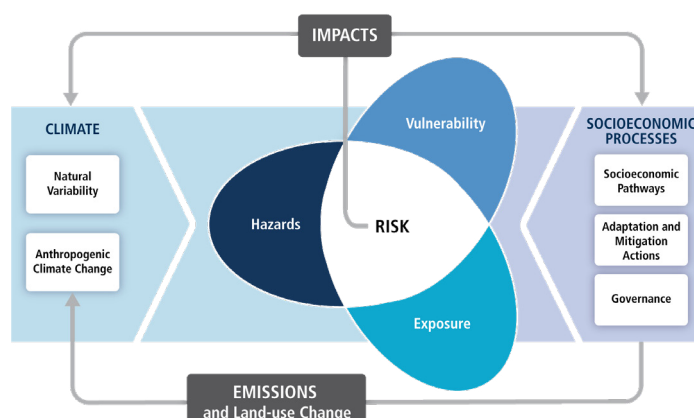 IMPACTS
CLIMATE
Natural
Variability
Anthropogenic
Climate Change
Vulnerability
Hazards
RISK
Exposure
SOCIOECONOMIC
PROCESSES
Socioeconomic
Pathways
Adaptation and
Mitigation
Actions
Governance
EMISSIONS
and Land-use Change